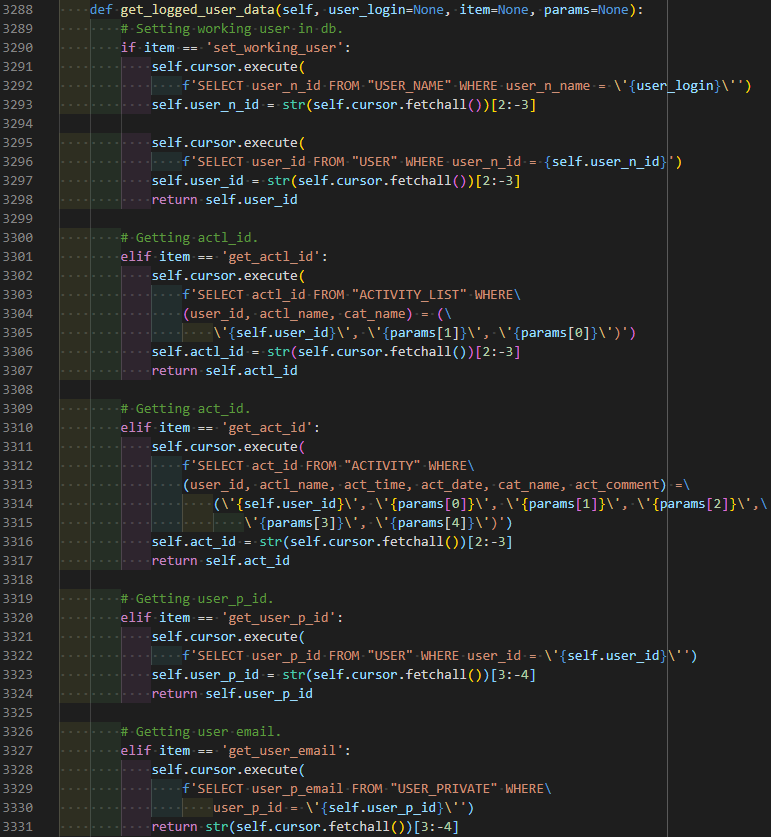 3288 def get_logged_user_data(self, user_login=None, item=None, params=None):
3289 # Setting working user in db.
3290 if item == 'set_working_user':
3291 self.cursor.execute(
3292 f'SELECT user_n_id FROM "USER_NAME" WHERE user_n_name = \'{user_login}\'')
3293 self.user_n_id = str(self.cursor.fetchall())[2:-3]
3294
3295 self.cursor.execute(
3296 f'SELECT user_id FROM "USER" WHERE user_n_id = {self.user_n_id}')
3297 self.user_id = str(self.cursor.fetchall())[2:-3]
3298 return self.user_id
3299
3300 # Getting actl_id.
3301 elif item == 'get_actl_id':
3302 self.cursor.execute(
3303 f'SELECT actl_id FROM "ACTIVITY_LIST" WHERE\
3304 (user_id, actl_name, cat_name) = (\
3305 \'{self.user_id}\', \'{params[1]}\', \'{params[0]}\')')
3306 self.actl_id = str(self.cursor.fetchall())[2:-3]
3307 return self.actl_id
3308
3309 # Getting act_id.
3310 elif item == 'get_act_id':
3311 self.cursor.execute(
3312 f'SELECT act_id FROM "ACTIVITY" WHERE\
3313 (user_id, actl_name, act_time, act_date, cat_name, act_comment) =\
3314 (\'{self.user_id}\', \'{params[0]}\', \'{params[1]}\', \'{params[2]}\',\
3315 \'{params[3]}\', \'{params[4]}\')')
3316 self.act_id = str(self.cursor.fetchall())[2:-3]
3317 return self.act_id
3318
3319 # Getting user_p_id.
3320 elif item == 'get_user_p_id':
3321 self.cursor.execute(
3322 f'SELECT user_p_id FROM "USER" WHERE user_id = \'{self.user_id}\'')
3323 self.user_p_id = str(self.cursor.fetchall())[3:-4]
3324 return self.user_p_id
3325
3326 # Getting user email.
3327 elif item == 'get_user_email':
3328 self.cursor.execute(
3329 f'SELECT user_p_email FROM "USER_PRIVATE" WHERE\
3330 user_p_id = \'{self.user_p_id}\'')
3331 return str(self.cursor.fetchall())[3:-4]